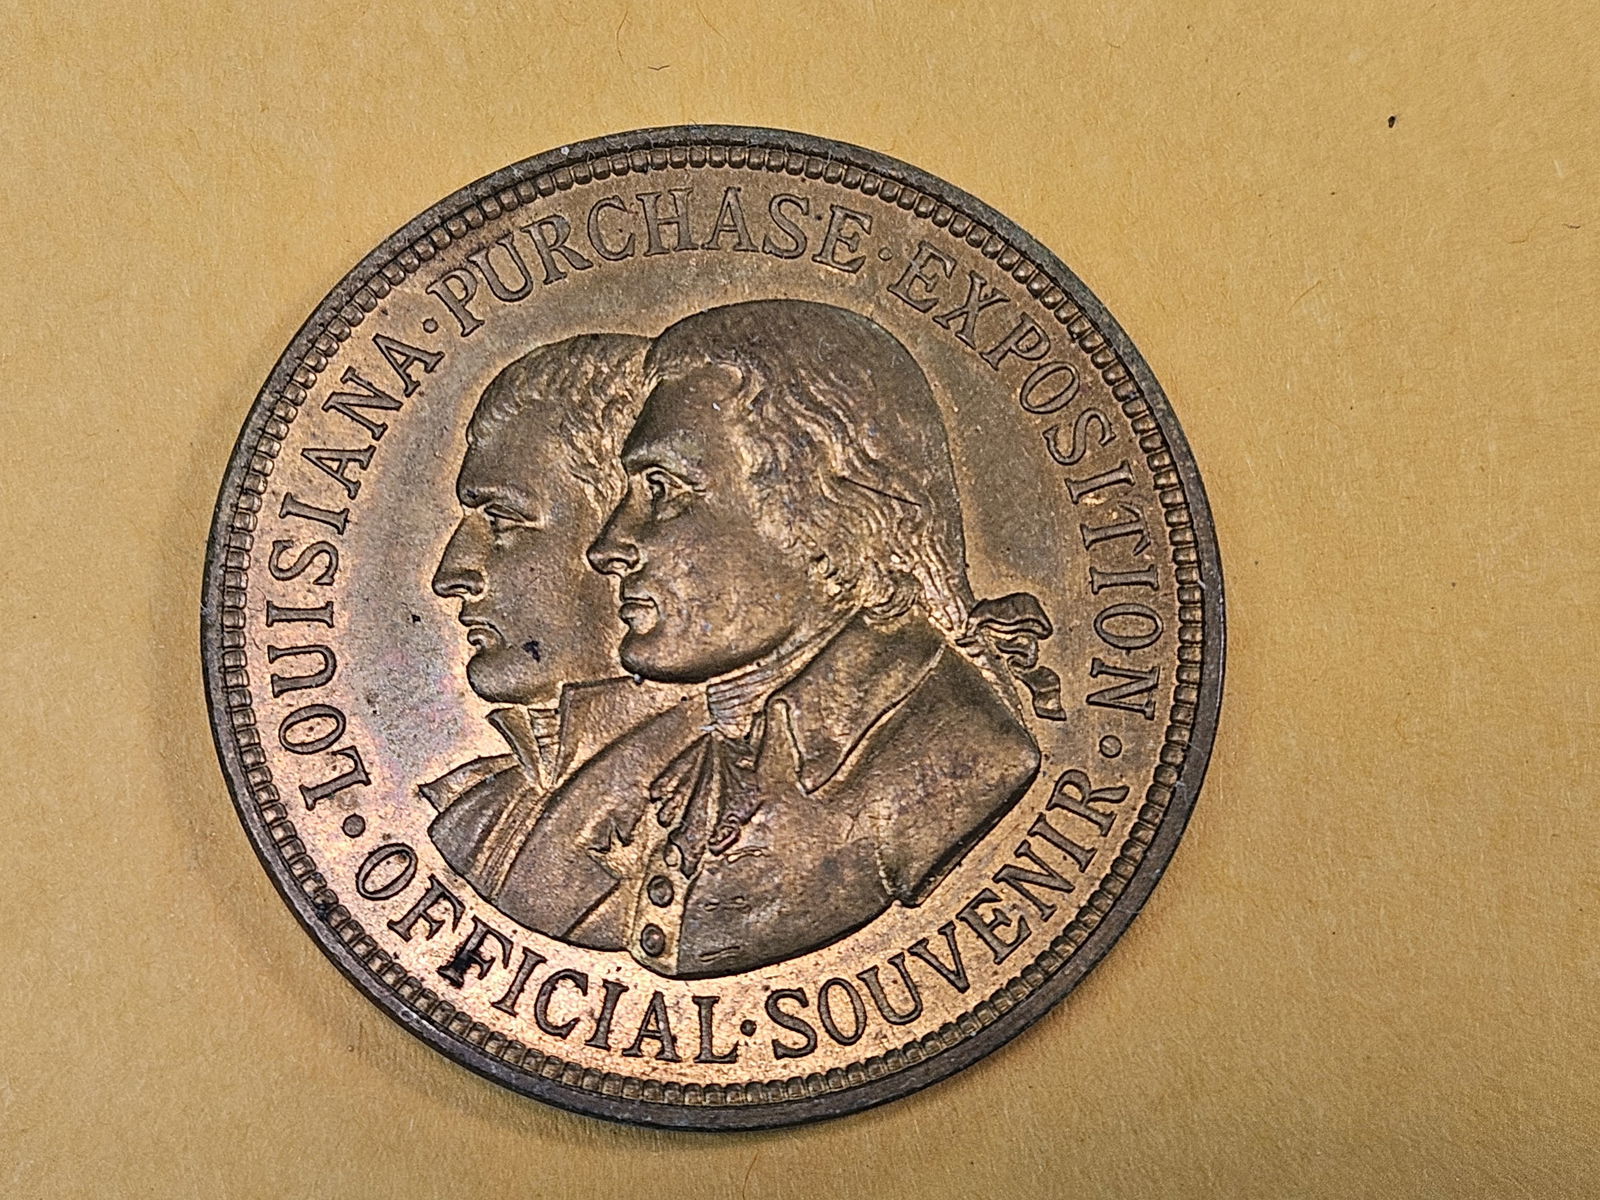 LOUISIANA · PURCHASE · EXPOSITION ·
OFFICIAL · SOUVENIR ·